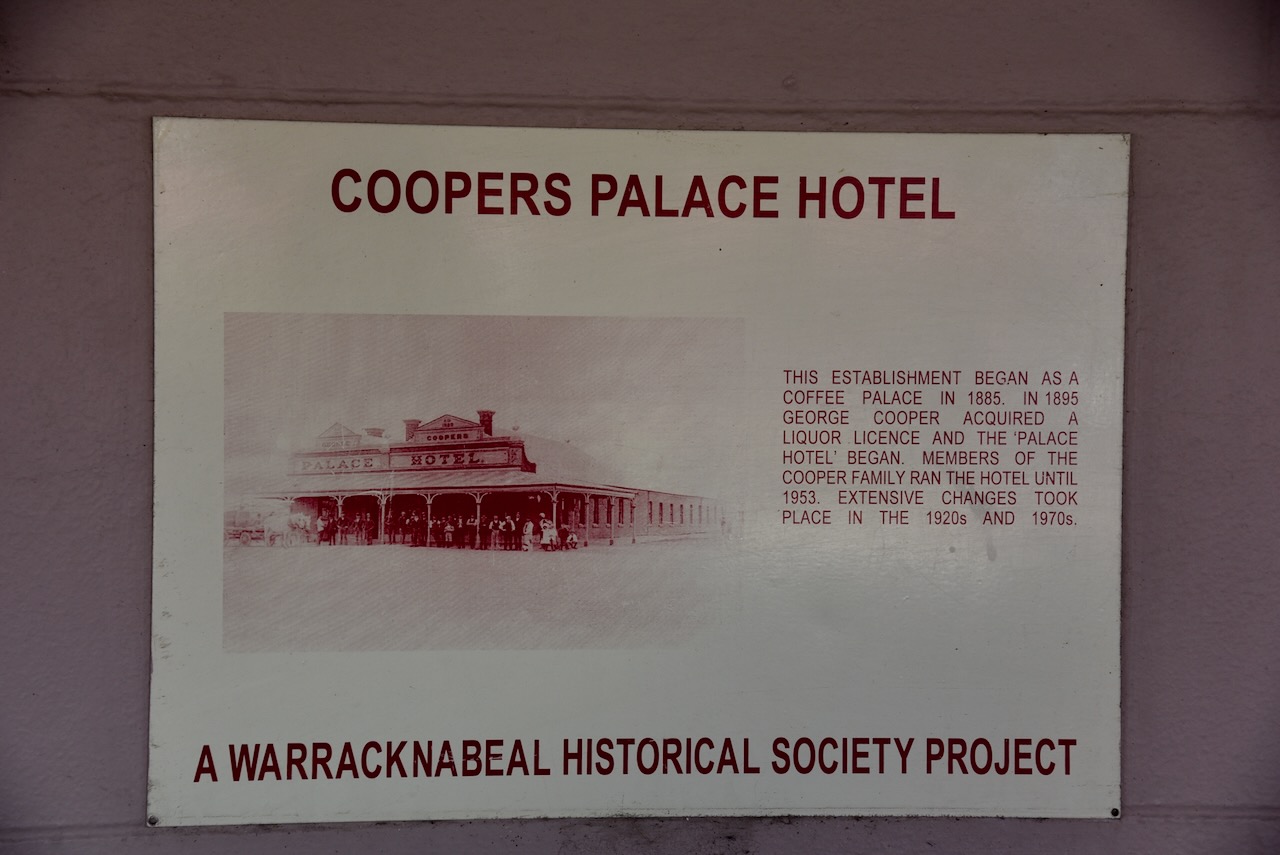 COOPERS PALACE HOTEL
COOPERS
PALACE HOTEL.
THIS ESTABLISHMENT BEGAN AS A
COFFEE PALACE IN 1885. IN 1895
GEORGE COOPER ACQUIRED A
LIQUOR LICENCE AND THE 'PALACE
HOTEL' BEGAN. MEMBERS OF THE
COOPER FAMILY RAN THE HOTEL UNTIL
1953. EXTENSIVE CHANGES TOOK
PLACE IN THE 1920s AND 1970s.
A WARRACKNABEAL HISTORICAL SOCIETY PROJECT